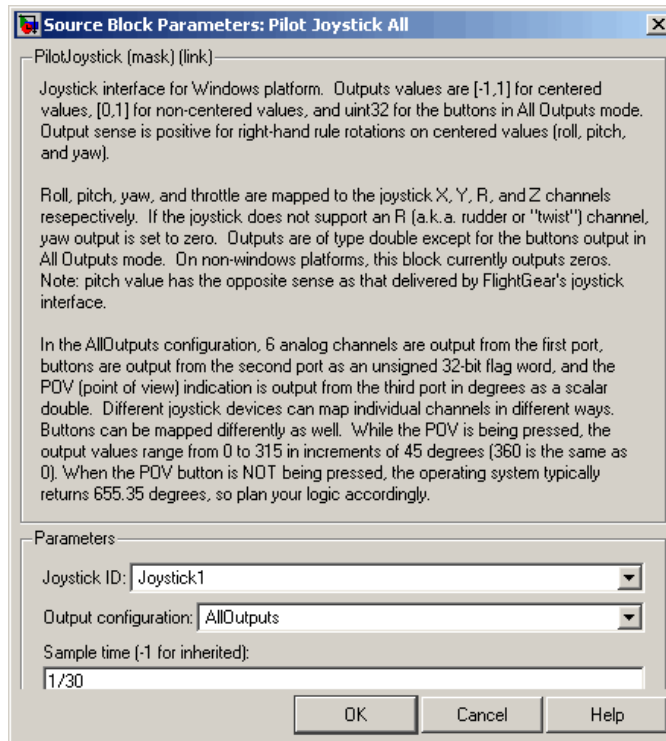 Source Block Parameters: Pilot Joystick All
PilotJoystick (mask) (link)
Joystick interface for Windows platform.  Outputs values are [-1,1] for centered
values, [0,1] for non-centered values, and uint32 for the buttons in All Outputs mode.
Output sense is positive for right-hand rule rotations on centered values (roll, pitch,
and yaw).
Roll, pitch, yaw, and throttle are mapped to the joystick X, Y, R, and Z channels
resepectively.  If the joystick does not support an R (a.k.a. rudder or "twist") channel,
yaw output is set to zero.  Outputs are of type double except for the buttons output in
All Outputs mode.  On non-windows platforms, this block currently outputs zeros.
Note: pitch value has the opposite sense as that delivered by FlightGear's joystick
interface.
In the AllOutputs configuration, 6 analog channels are output from the first port,
buttons are output from the second port as an unsigned 32-bit flag word, and the
POV (point of view) indication is output from the third port in degrees as a scalar
double.  Different joystick devices can map individual channels in different ways.
Buttons can be mapped differently as well.  While the POV is being pressed, the
output values range from 0 to 315 in increments of 45 degrees (360 is the same as
0). When the POV button is NOT being pressed, the operating system typically
returns 655.35 degrees, so plan your logic accordingly.
Parameters
Joystick ID: Joystick1
Output configuration: AllOutputs
Sample time (-1 for inherited):
1/30
OK Cancel Help